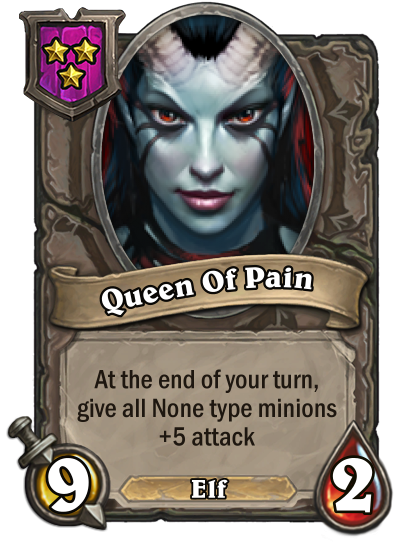 Queen Of Pain
At the end of your turn,
give all None type minions
+5 attack
9
Elf
2